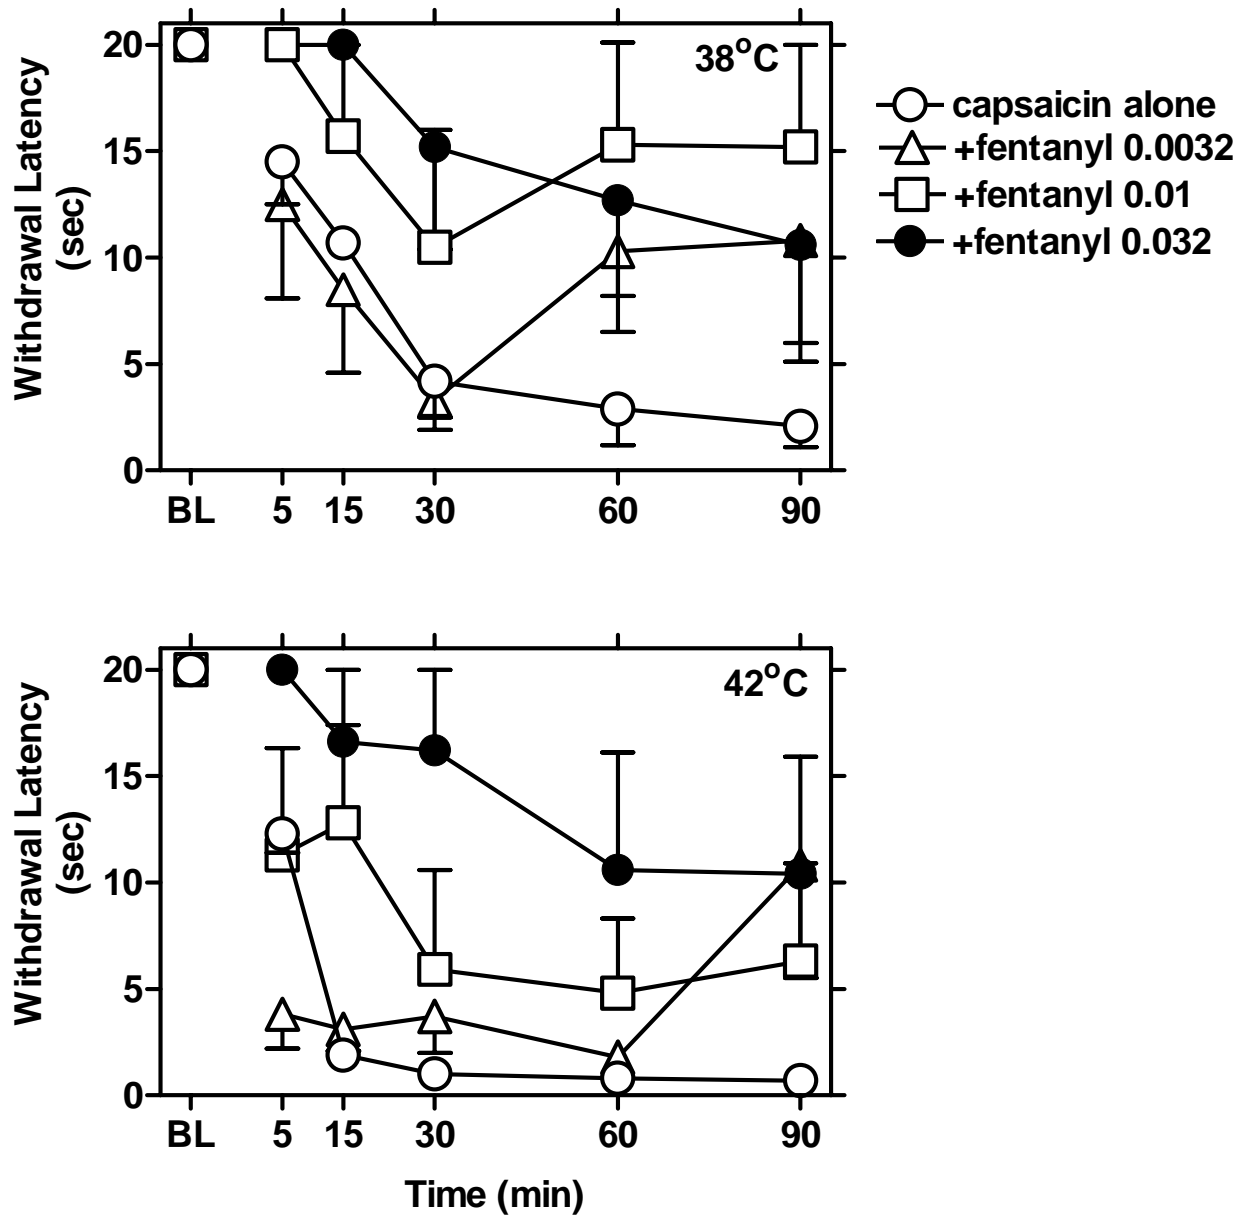 38°C
20
15
10
5
0
Withdrawal Latency
(sec)
BL 5 15 30 60 90
capsaicin alone
+fentanyl 0.0032
+fentanyl 0.01
+fentanyl 0.032
42°C
20
15
10
5
0
Withdrawal Latency
(sec)
BL 5 15 30 60 90
Time (min)